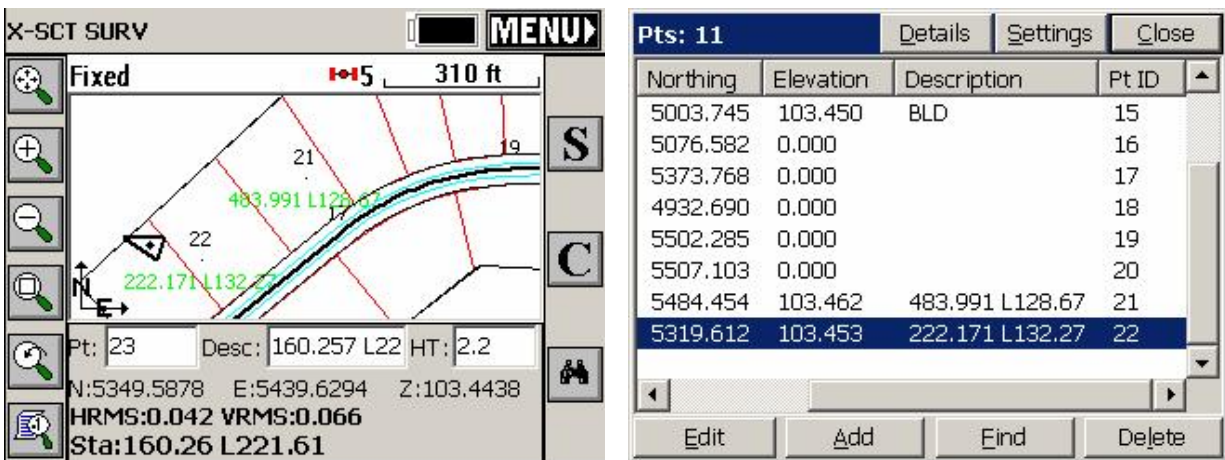 X-SCT SURV MENU
Fixed 5 310 ft
S
19
21
483.991 L128.67
17
22
C
222.171 L132.27
N
E
Pt: 23 Desc: 160.257 L22 HT: 2.2
N:5349.5878 E:5439.6294 Z:103.4438
HRMS:0.042 VRMS:0.066
Sta:160.26 L221.61
Pts: 11 Details Settings Close
Northing Elevation Description Pt ID
5003.745 103.450 BLD 15
5076.582 0.000 16
5373.768 0.000 17
4932.690 0.000 18
5502.285 0.000 19
5507.103 0.000 20
5484.454 103.462 483.991 L128.67 21
5319.612 103.453 222.171 L132.27 22
Edit Add Find Delete